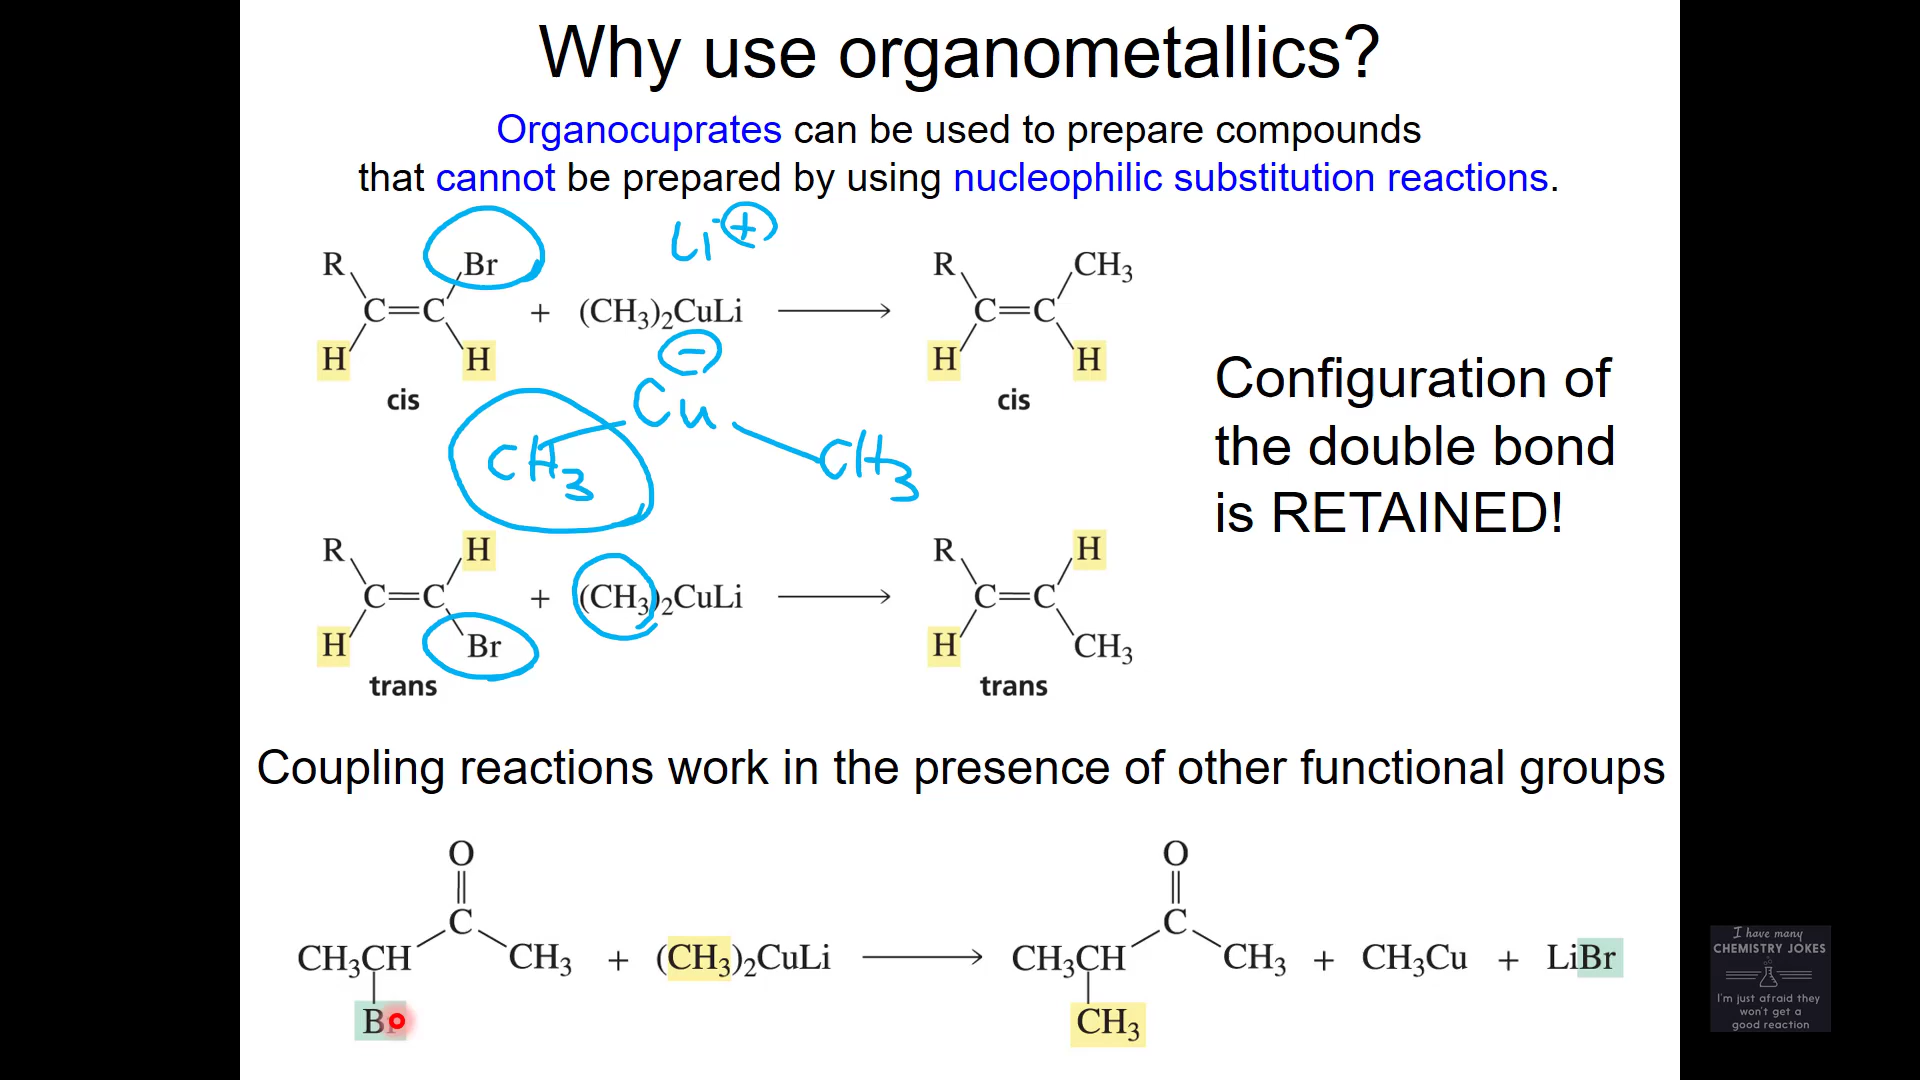 Why use organometallics?
Organocuprates can be used to prepare compounds
that cannot be prepared by using nucleophilic substitution reactions.
Li+
R Br
C=C + (CH3)2CuLi ⟶
H H
cis
R CH3
C=C
H H
cis
−
Cu
CH3 CH3
Configuration of
the double bond
is RETAINED!
R H
C=C + (CH3)2CuLi ⟶
H Br
trans
R H
C=C
H CH3
trans
Coupling reactions work in the presence of other functional groups
O O
C C
CH3CH CH3 + (CH3)2CuLi ⟶ CH3CH CH3 + CH3Cu + LiBr
Br CH3
I have many
CHEMISTRY JOKES
I'm just afraid they
won't get a
good reaction